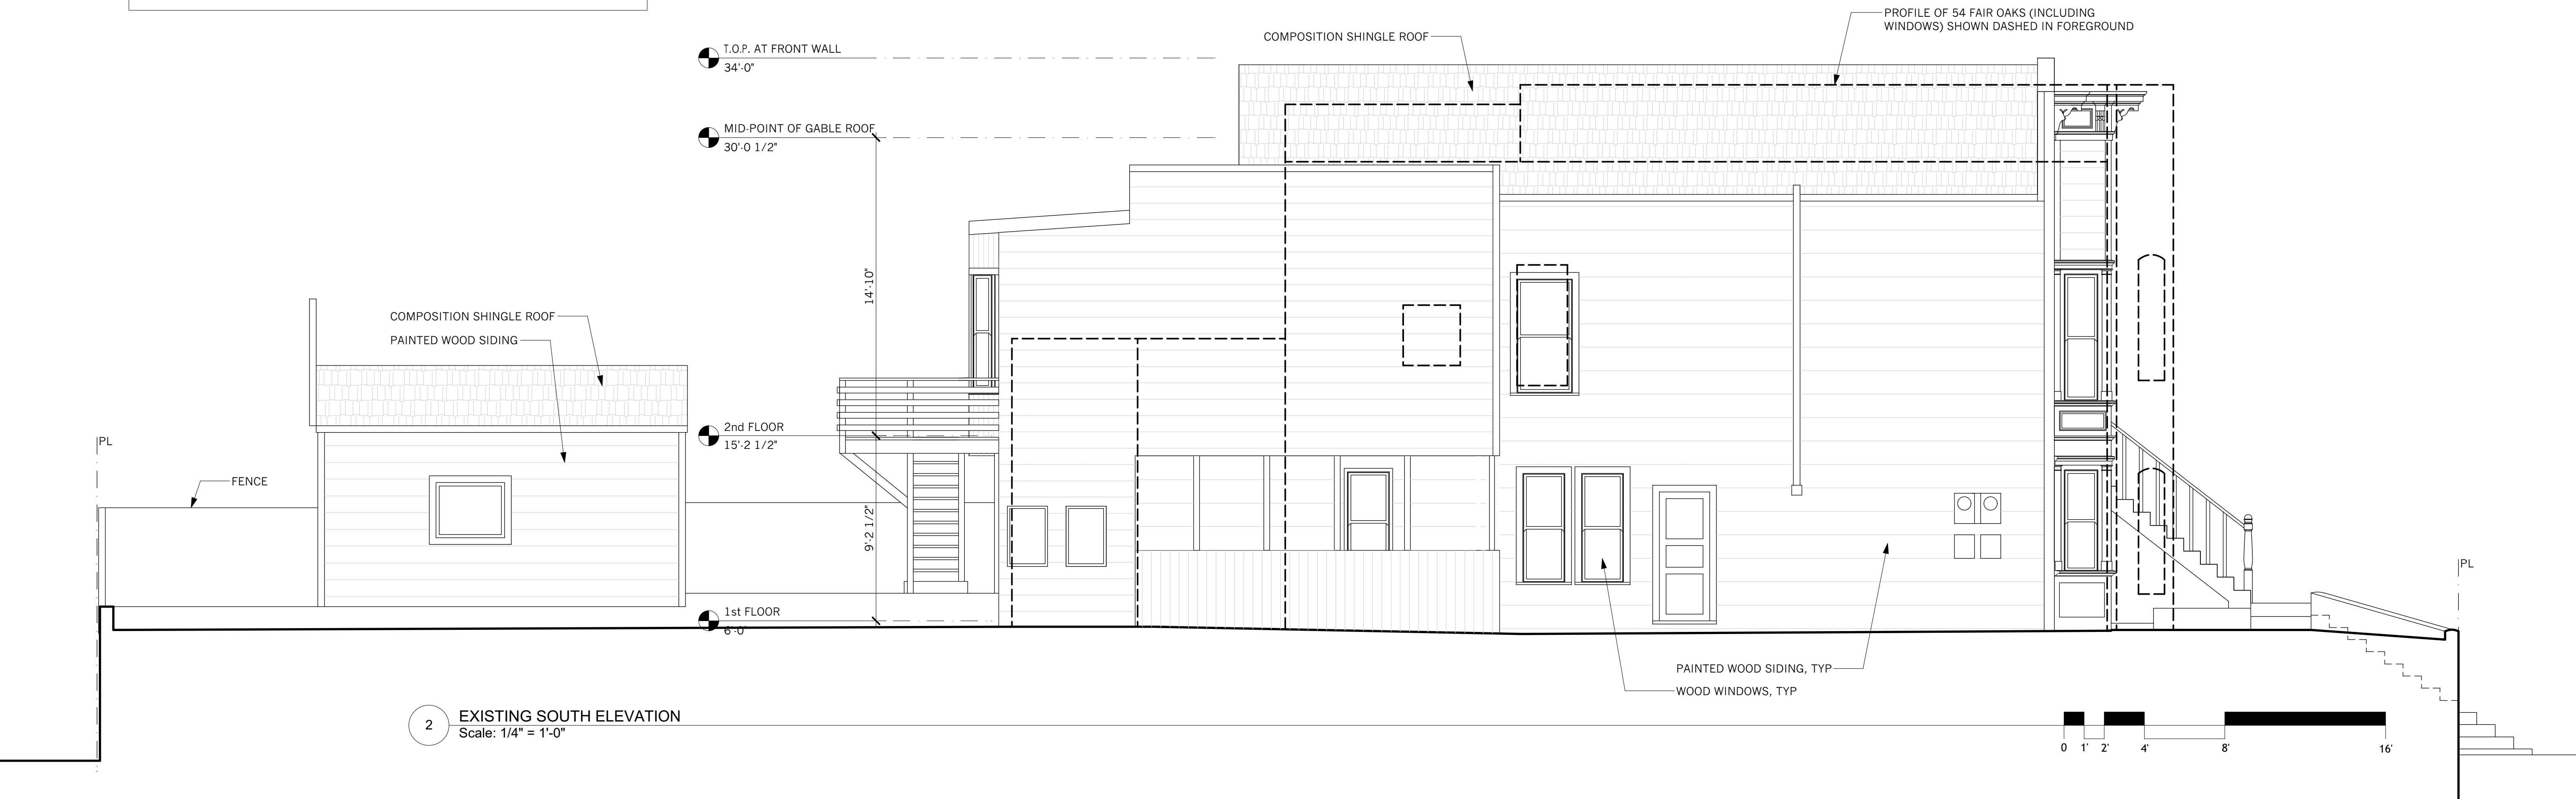 PROFILE OF 54 FAIR OAKS (INCLUDING
WINDOWS) SHOWN DASHED IN FOREGROUND
COMPOSITION SHINGLE ROOF
T.O.P. AT FRONT WALL
34'-0"
MID-POINT OF GABLE ROOF
30'-0 1/2"
14'-10"
COMPOSITION SHINGLE ROOF
PAINTED WOOD SIDING
2nd FLOOR
15'-2 1/2"
PL
FENCE
9'-2 1/2"
PL
1st FLOOR
6'-0"
PAINTED WOOD SIDING, TYP
WOOD WINDOWS, TYP
2
EXISTING SOUTH ELEVATION
Scale: 1/4" = 1'-0"
0 1' 2' 4' 8' 16'